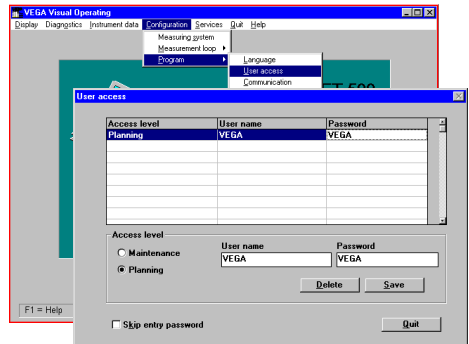 VEGA Visual Operating
Display Diagnostics Instrument data Configuration Services Quit Help
Measuring system
Measurement loop
Program
Language
User access
Communication
User access
Access level User name Password
Planning VEGA VEGA
Access level
Maintenance
Planning
User name Password
VEGA VEGA
Delete Save
F1 = Help
Skip entry password
Quit